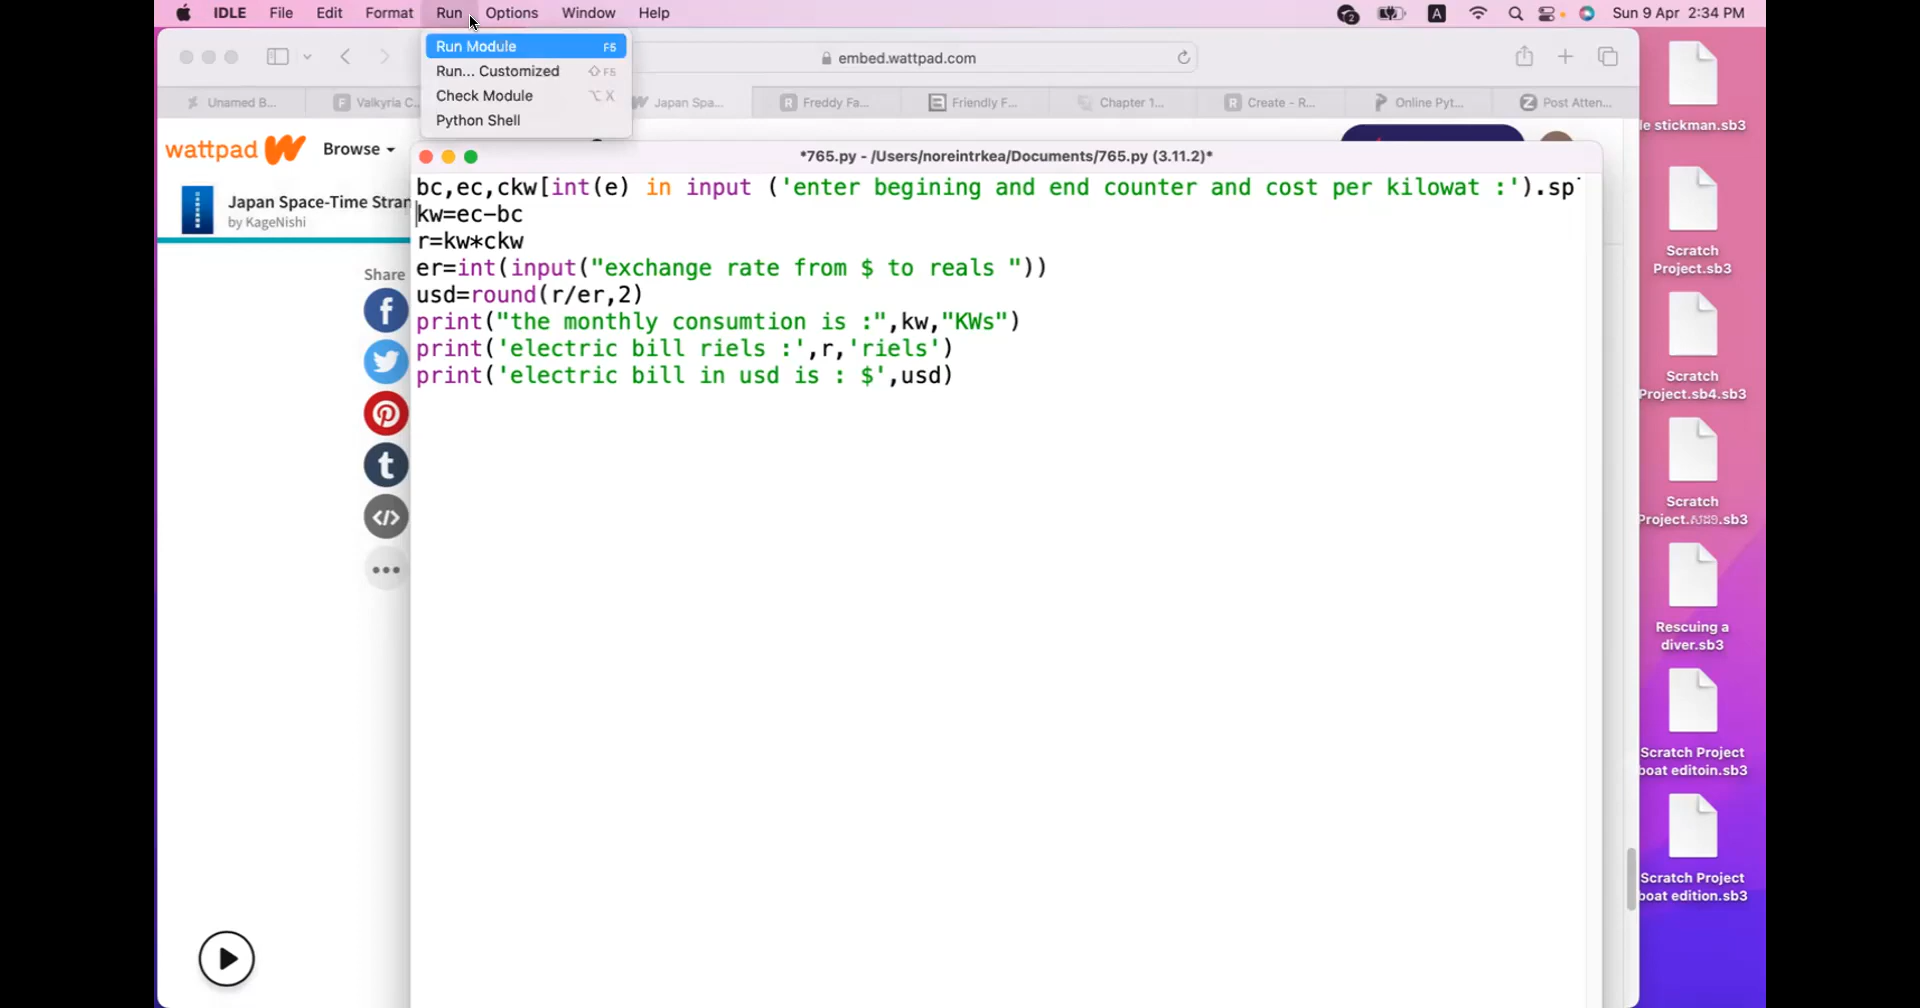 IDLE File Edit Format Run Options Window Help
2 A Sun 9 Apr 2:34 PM
Run Module F5
Run... Customized ⇧F5
Check Module ⌥X
Python Shell
embed.wattpad.com
Unamed B... Valkyria C... Japan Spa... Freddy Fa... Friendly F... Chapter 1... Create – R... Online Pyt... Post Atten...
wattpad Browse
Japan Space-Time Stran
by KageNishi
Share
*765.py - /Users/noreintrkea/Documents/765.py (3.11.2)*
bc,ec,ckw[int(e) in input ('enter begining and end counter and cost per kilowat :').sp
kw=ec-bc
r=kw*ckw
er=int(input("exchange rate from $ to reals "))
usd=round(r/er,2)
print("the monthly consumtion is :",kw,"KWs")
print('electric bill riels :',r,'riels')
print('electric bill in usd is : $',usd)
le stickman.sb3
Scratch
Project.sb3
Scratch
Project.sb4.sb3
Scratch
Rescuing a
diver.sb3
Scratch Project
boat editoin.sb3
Scratch Project
boat edition.sb3